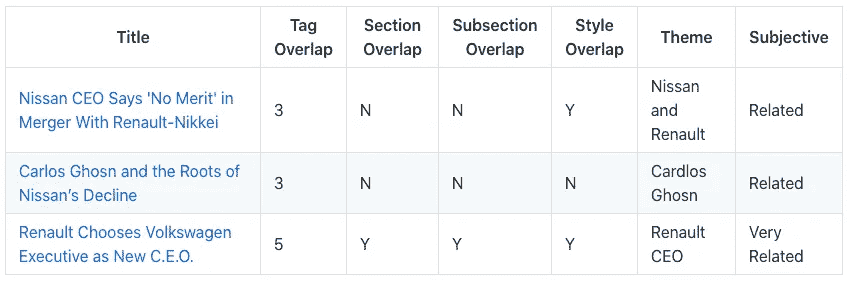 Title Tag Overlap Section Overlap Subsection Overlap Style Overlap Theme Subjective
Nissan CEO Says 'No Merit' in Merger With Renault-Nikkei 3 N N Y Nissan and Renault Related
Carlos Ghosn and the Roots of Nissan’s Decline 3 N N N Cardlos Ghosn Related
Renault Chooses Volkswagen Executive as New C.E.O. 5 Y Y Y Renault CEO Very Related